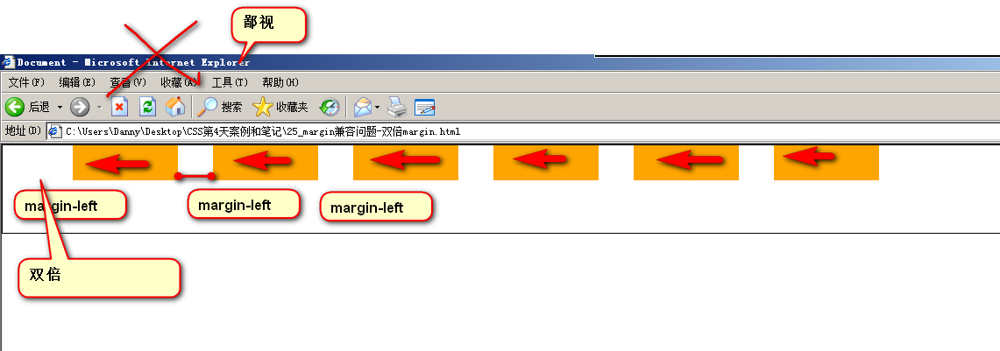 鄙视
Document - Microsoft Internet Explorer
文件(F) 编辑(E) 查看(V) 收藏(A) 工具(T) 帮助(H)
后退 搜索 收藏夹
地址(D) C:\Users\Danny\Desktop\CSS第4天案例和笔记\25_margin兼容问题-双倍margin.html
margin-left margin-left margin-left
双倍